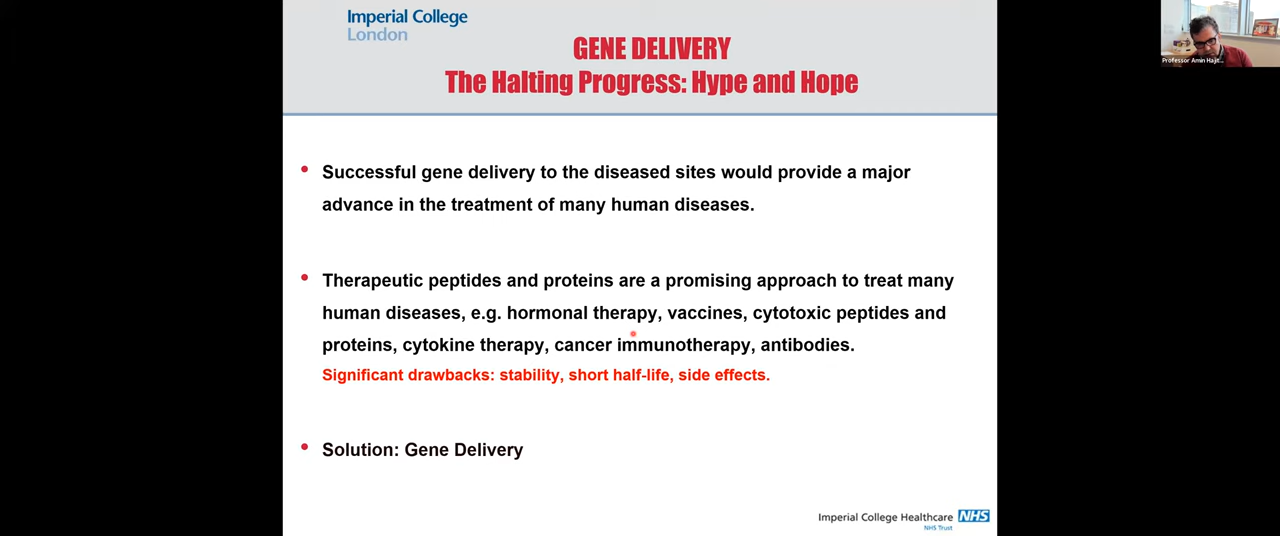 Imperial College
London
GENE DELIVERY
The Halting Progress: Hype and Hope
Professor Amin Hajit...
• Successful gene delivery to the diseased sites would provide a major
advance in the treatment of many human diseases.
• Therapeutic peptides and proteins are a promising approach to treat many
human diseases, e.g. hormonal therapy, vaccines, cytotoxic peptides and
proteins, cytokine therapy, cancer immunotherapy, antibodies.
Significant drawbacks: stability, short half-life, side effects.
• Solution: Gene Delivery
Imperial College Healthcare NHS
NHS Trust